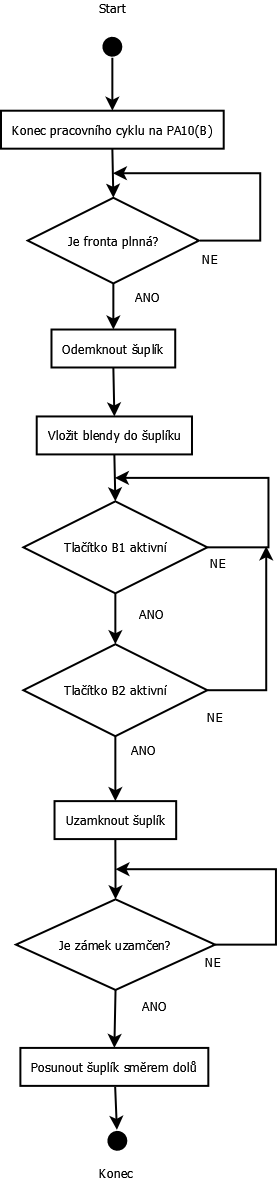 Start
Konec pracovního cyklu na PA10(B)
Je fronta plnná?
NE
ANO
Odemknout šuplík
Vložit blendy do šuplíku
Tlačítko B1 aktivní
NE
ANO
Tlačítko B2 aktivní
NE
ANO
Uzamknout šuplík
Je zámek uzamčen?
NE
ANO
Posunout šuplík směrem dolů
Konec